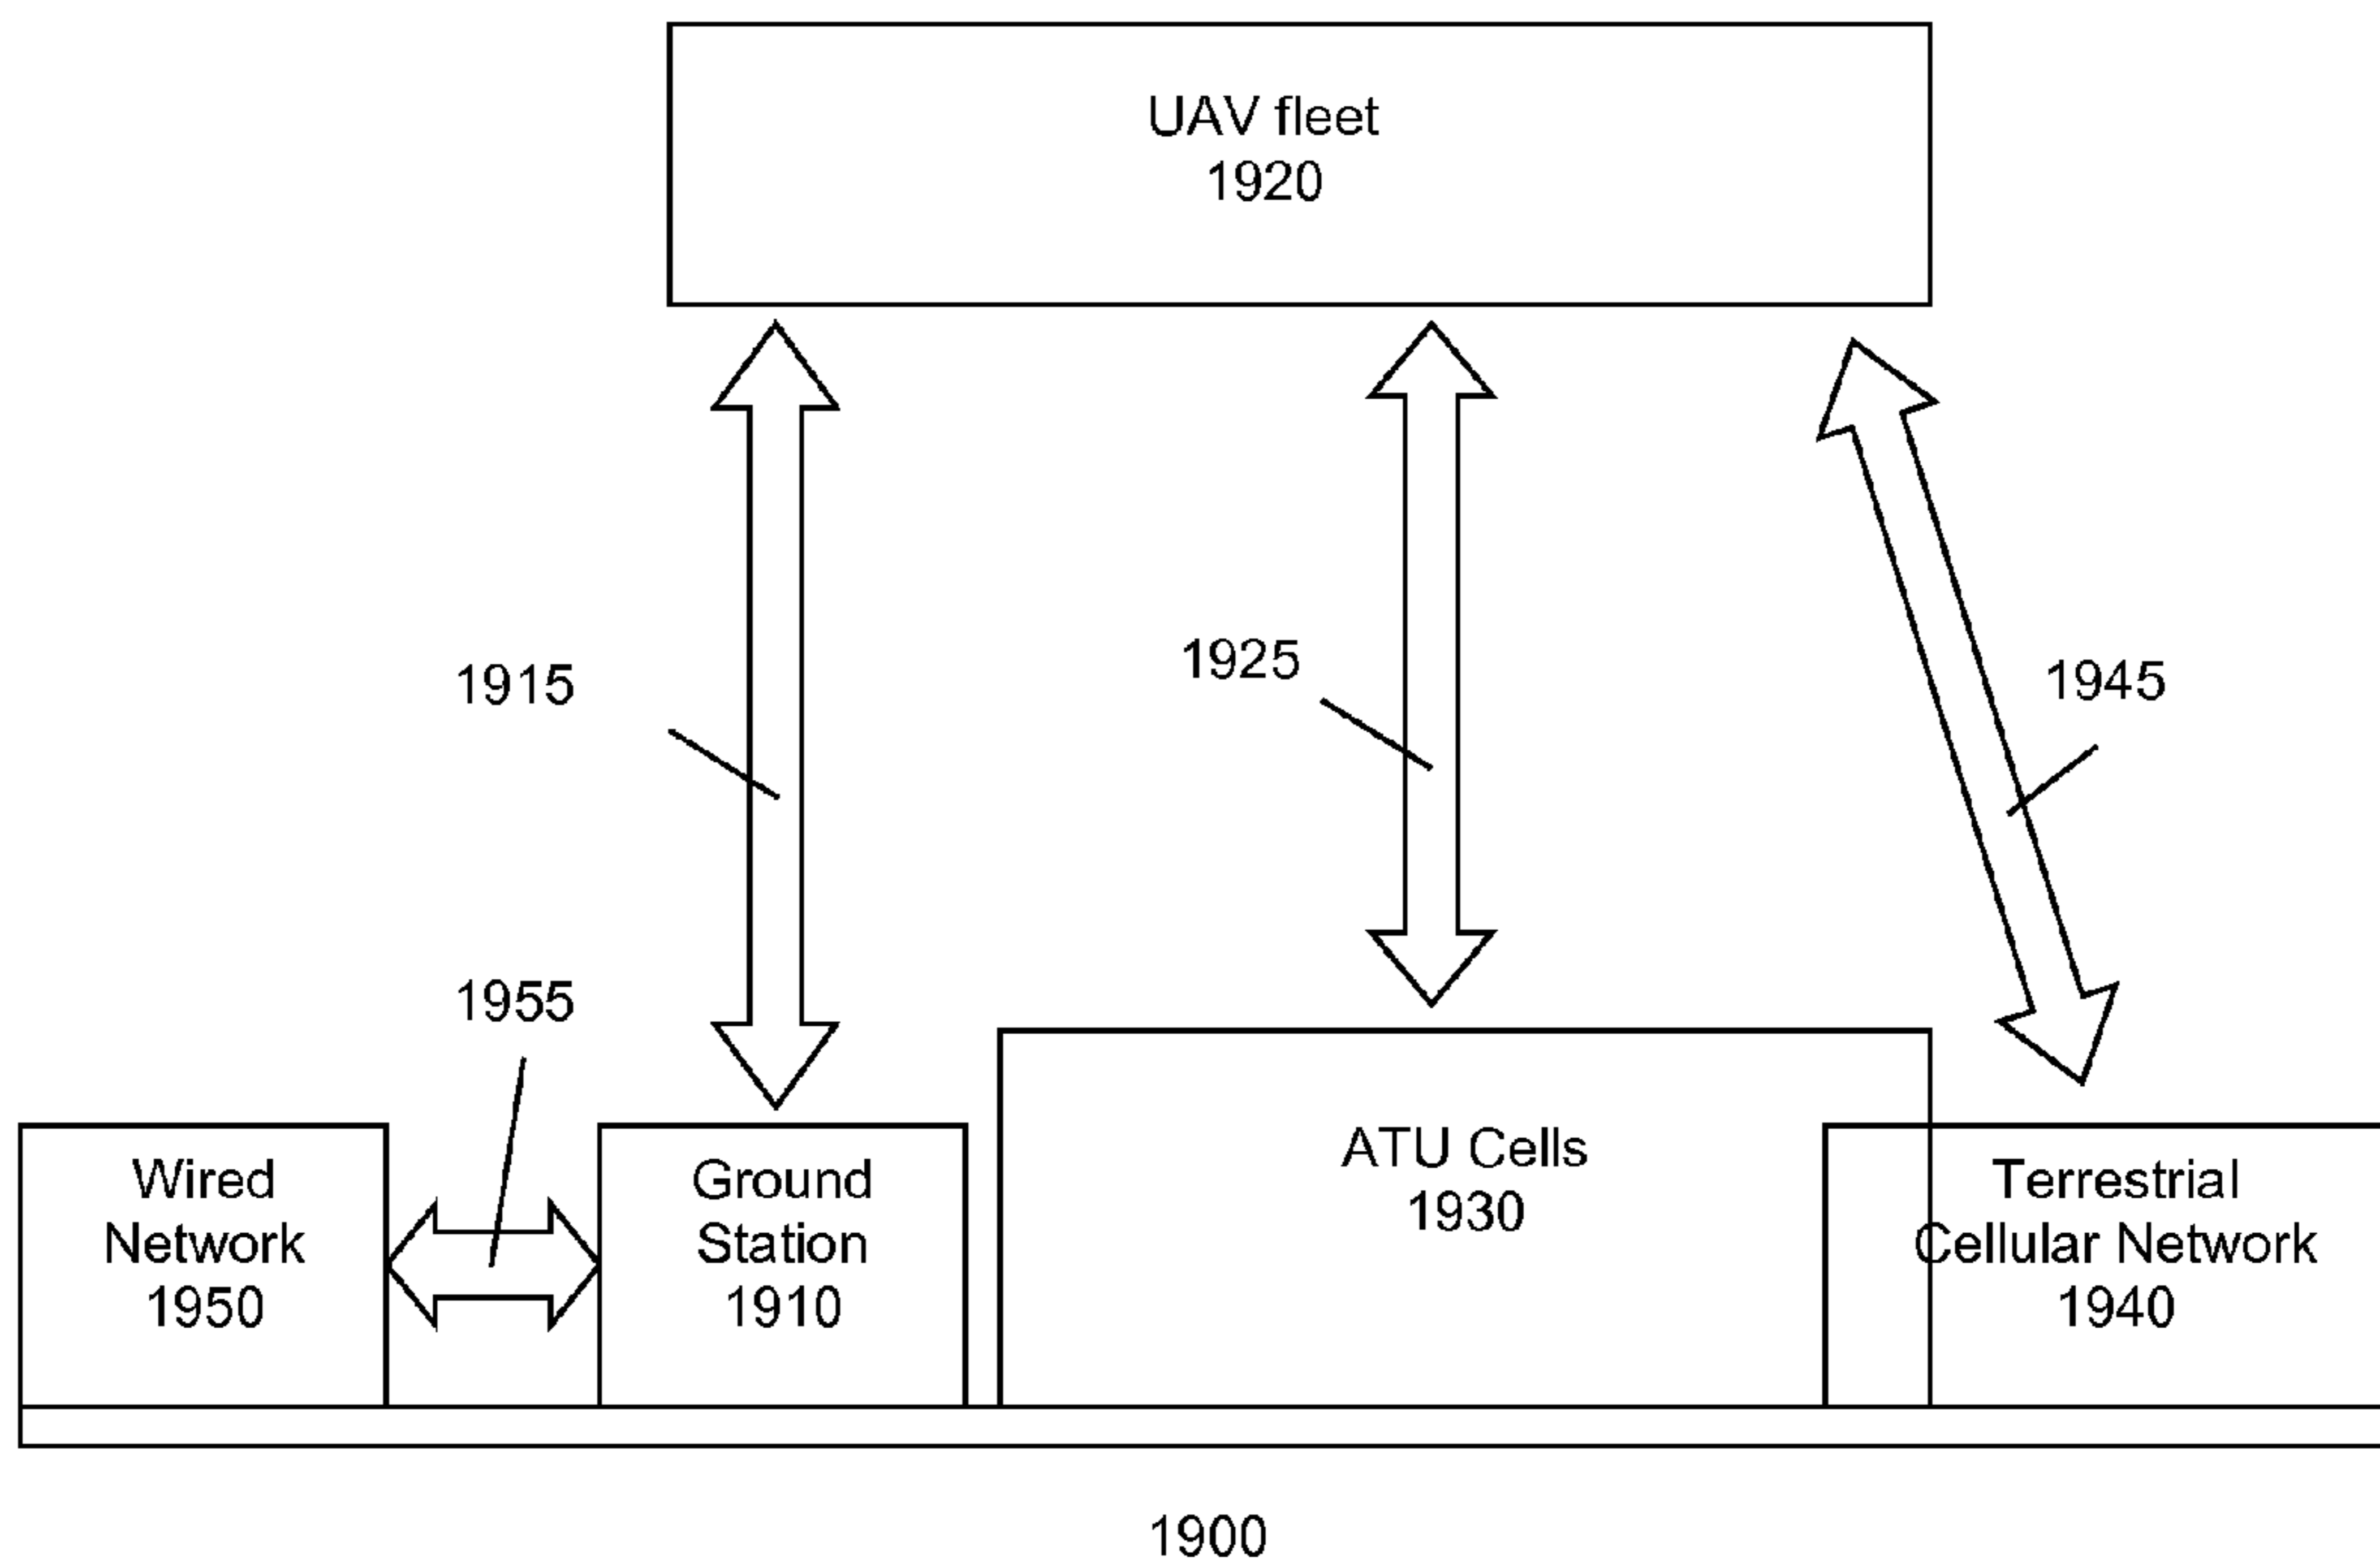 UAV fleet
1920
1915
1925
1945
1955
Wired
Network
1950
Ground
Station
1910
ATU Cells
1930
Terrestrial
Cellular Network
1940
1900